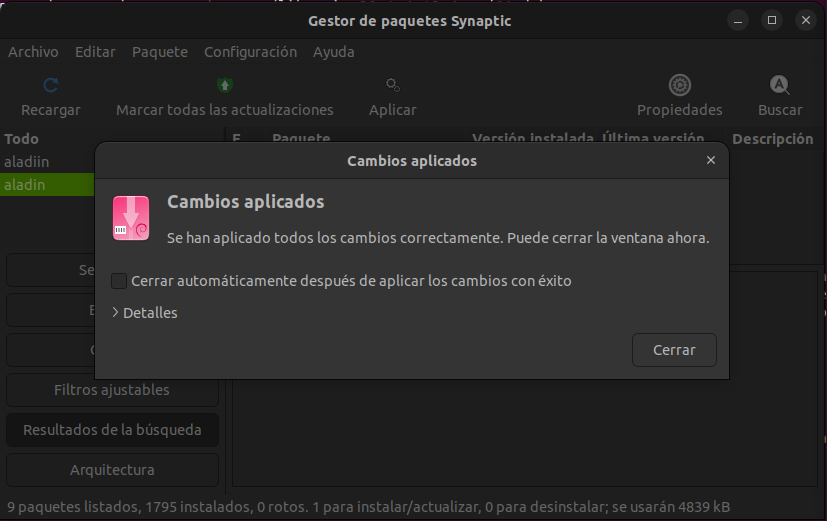 Gestor de paquetes Synaptic
Archivo Editar Paquete Configuración Ayuda
Recargar Marcar todas las actualizaciones Aplicar Propiedades Buscar
Todo
E Paquete Versión instalada Última versión Descripción
aladiin
aladin
Cambios aplicados
Cambios aplicados
Se han aplicado todos los cambios correctamente. Puede cerrar la ventana ahora.
Cerrar automáticamente después de aplicar los cambios con éxito
Detalles
Cerrar
Filtros ajustables
Resultados de la búsqueda
Arquitectura
9 paquetes listados, 1795 instalados, 0 rotos. 1 para instalar/actualizar, 0 para desinstalar; se usarán 4839 kB